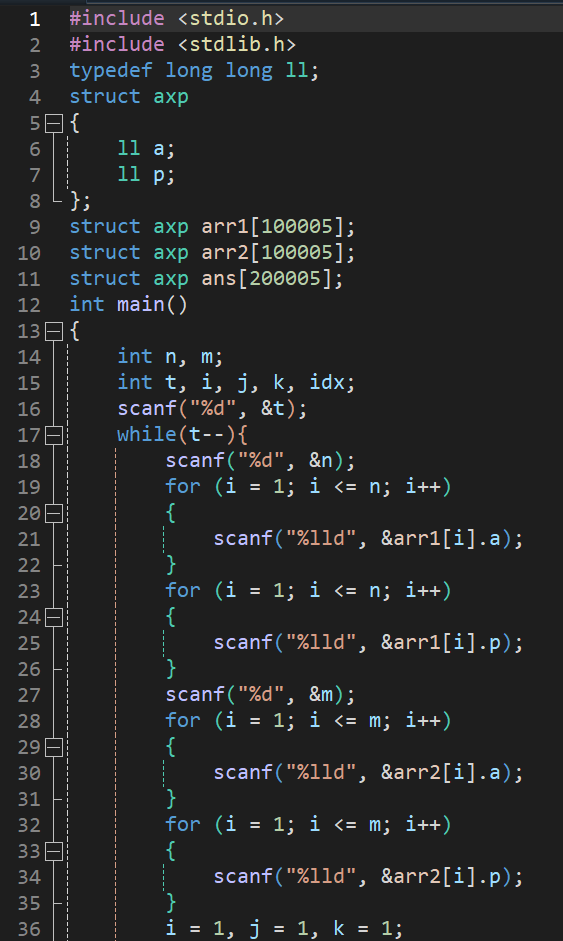 1 #include <stdio.h>
2 #include <stdlib.h>
3 typedef long long ll;
4 struct axp
5 {
6     ll a;
7     ll p;
8 };
9 struct axp arr1[100005];
10 struct axp arr2[100005];
11 struct axp ans[200005];
12 int main()
13 {
14     int n, m;
15     int t, i, j, k, idx;
16     scanf("%d", &t);
17     while(t--){
18         scanf("%d", &n);
19         for (i = 1; i <= n; i++)
20         {
21             scanf("%lld", &arr1[i].a);
22         }
23         for (i = 1; i <= n; i++)
24         {
25             scanf("%lld", &arr1[i].p);
26         }
27         scanf("%d", &m);
28         for (i = 1; i <= m; i++)
29         {
30             scanf("%lld", &arr2[i].a);
31         }
32         for (i = 1; i <= m; i++)
33         {
34             scanf("%lld", &arr2[i].p);
35         }
36         i = 1, j = 1, k = 1;